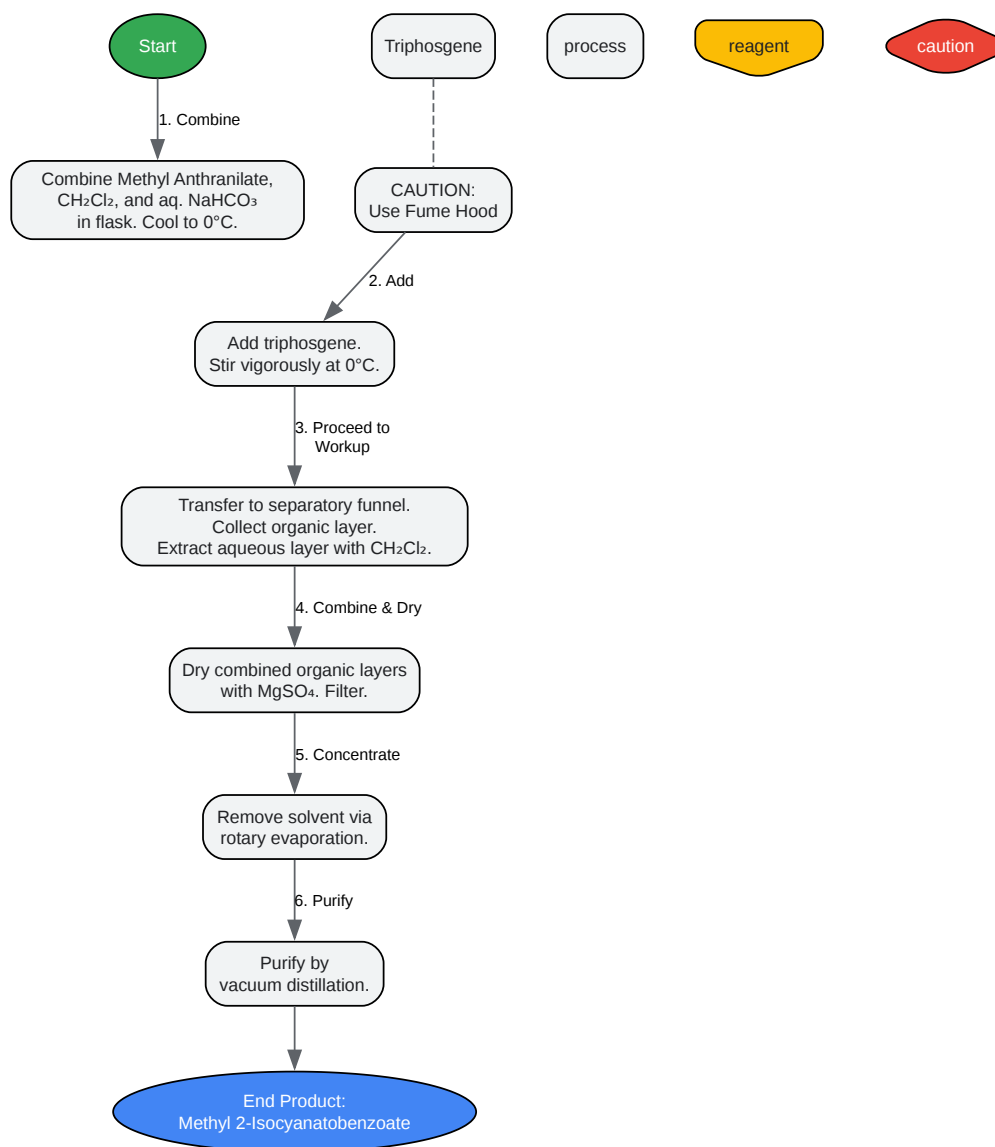 Start
Triphosgene
process
reagent
caution
1. Combine
Combine Methyl Anthranilate,
CH₂Cl₂, and aq. NaHCO₃
in flask. Cool to 0°C.
CAUTION:
Use Fume Hood
2. Add
Add triphosgene.
Stir vigorously at 0°C.
3. Proceed to
Workup
Transfer to separatory funnel.
Collect organic layer.
Extract aqueous layer with CH₂Cl₂.
4. Combine & Dry
Dry combined organic layers
with MgSO₄. Filter.
5. Concentrate
Remove solvent via
rotary evaporation.
6. Purify
Purify by
vacuum distillation.
End Product:
Methyl 2-Isocyanatobenzoate